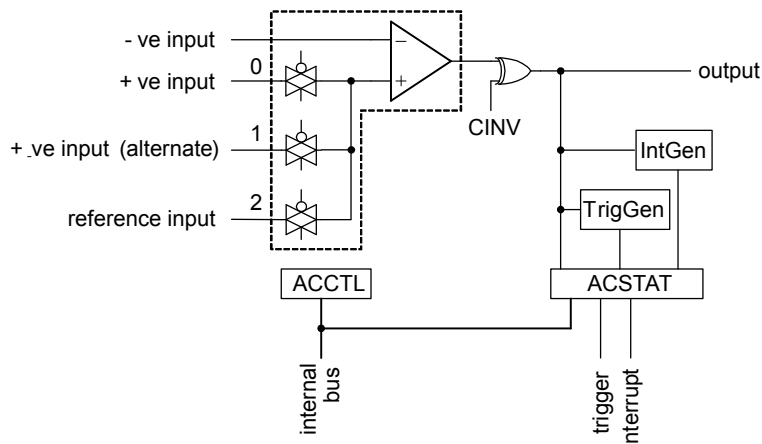 - ve input
0
+ ve input
output
CINV
1
+ -ve input (alternate)
IntGen
2
reference input
TrigGen
ACCTL
ACSTAT
internal
bus
trigger
nterrupt